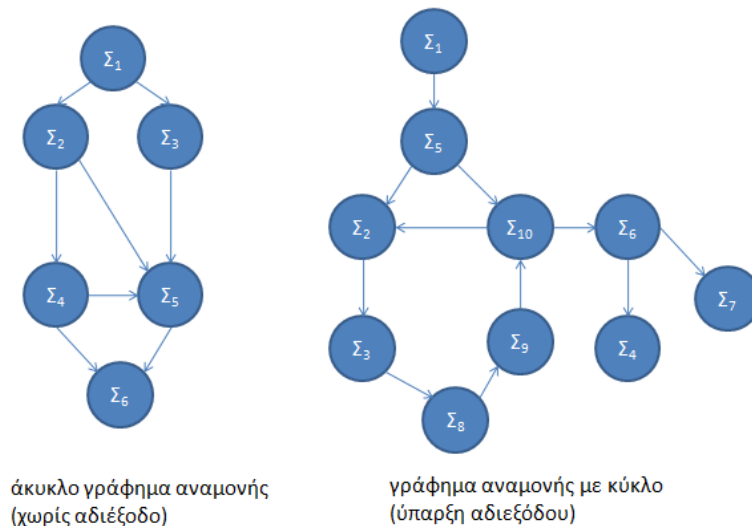 Σ1
Σ2
Σ3
Σ4
Σ5
Σ6
άκυκλο γράφημα αναμονής
(χωρίς αδιέξοδο)
Σ1
Σ5
Σ2
Σ10
Σ6
Σ7
Σ3
Σ9
Σ4
Σ8
γράφημα αναμονής με κύκλο
(ύπαρξη αδιεξόδου)